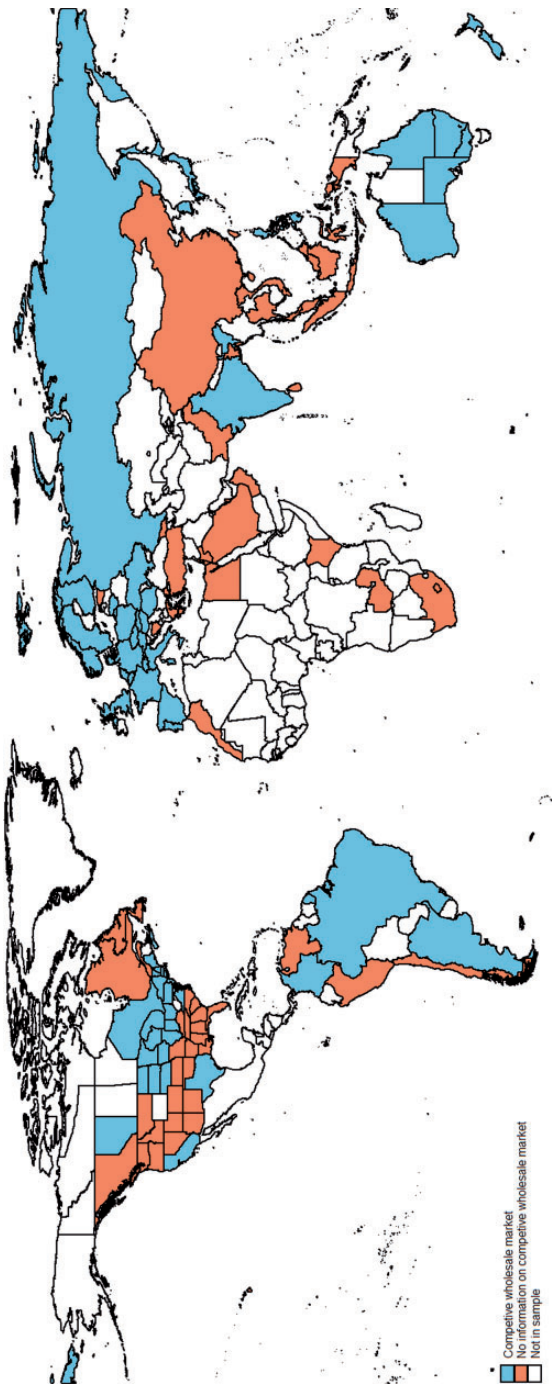 Competive wholesale market
No information on competive wholesale market
Not in sample